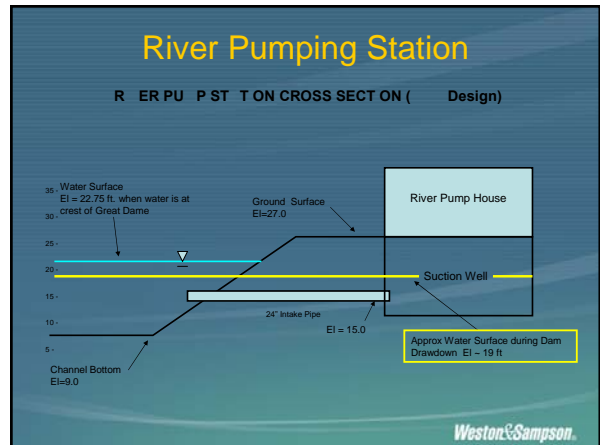 River Pumping Station
R ER PU P ST T ON CROSS SECT ON ( Design)
Water Surface
El = 22.75 ft. when water is at
crest of Great Dame
Ground Surface
El=27.0
River Pump House
35
30
25
20
15
10
5
Suction Well
24" Intake Pipe
El = 15.0
Approx Water Surface during Dam
Drawdown El ~ 19 ft
Channel Bottom
El=9.0
Weston&Sampson.